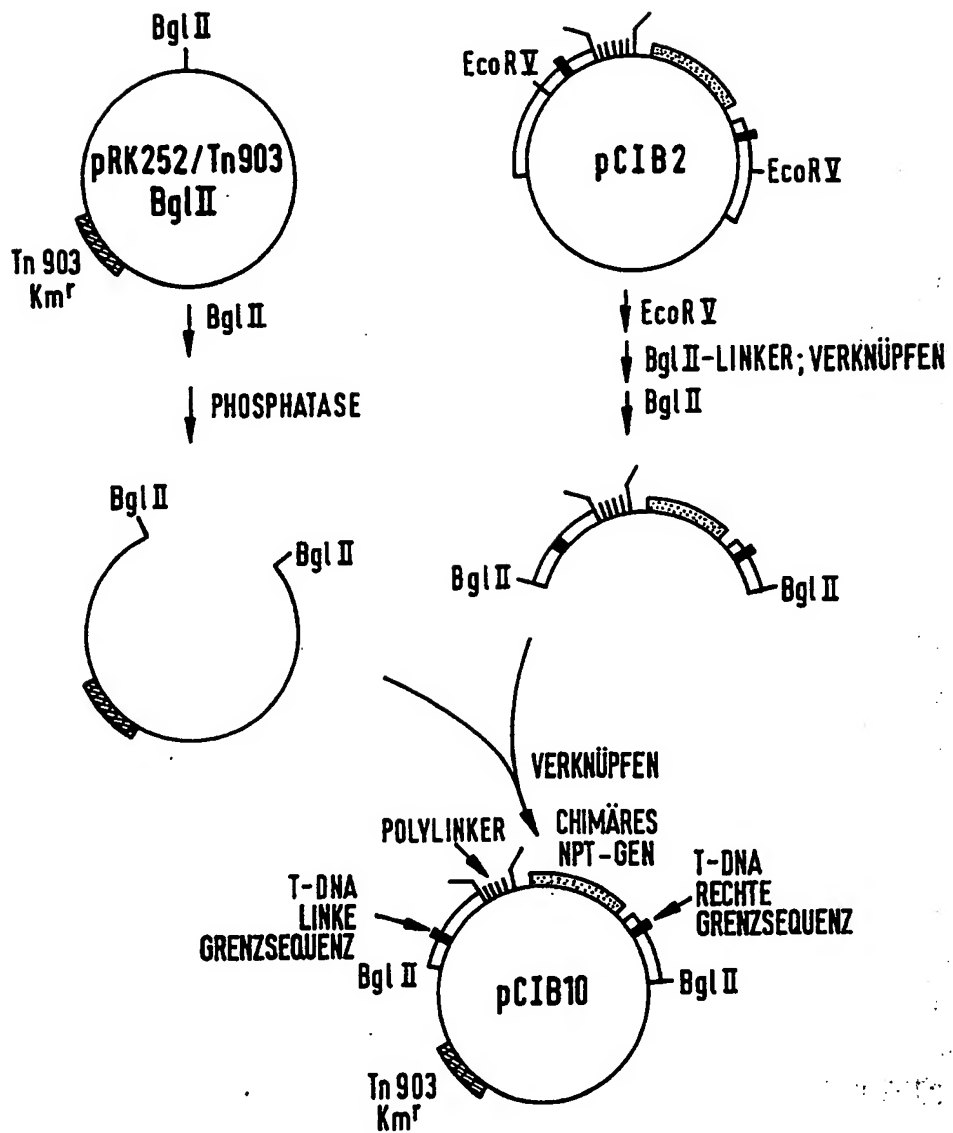 Bgl II
pRK252/Tn903
Bgl II
Tn 903
Kmr
Bgl II
PHOSPHATASE
EcoR V
pCIB2
EcoR V
EcoR V
Bgl II-LINKER; VERKNÜPFEN
Bgl II
Bgl II
Bgl II
Bgl II
Bgl II
VERKNÜPFEN
POLYLINKER
CHIMÄRES
NPT-GEN
T-DNA
LINKE
GRENZSEQUENZ
T-DNA
RECHTE
GRENZSEQUENZ
Bgl II
Bgl II
pCIB10
Tn 903
Kmr